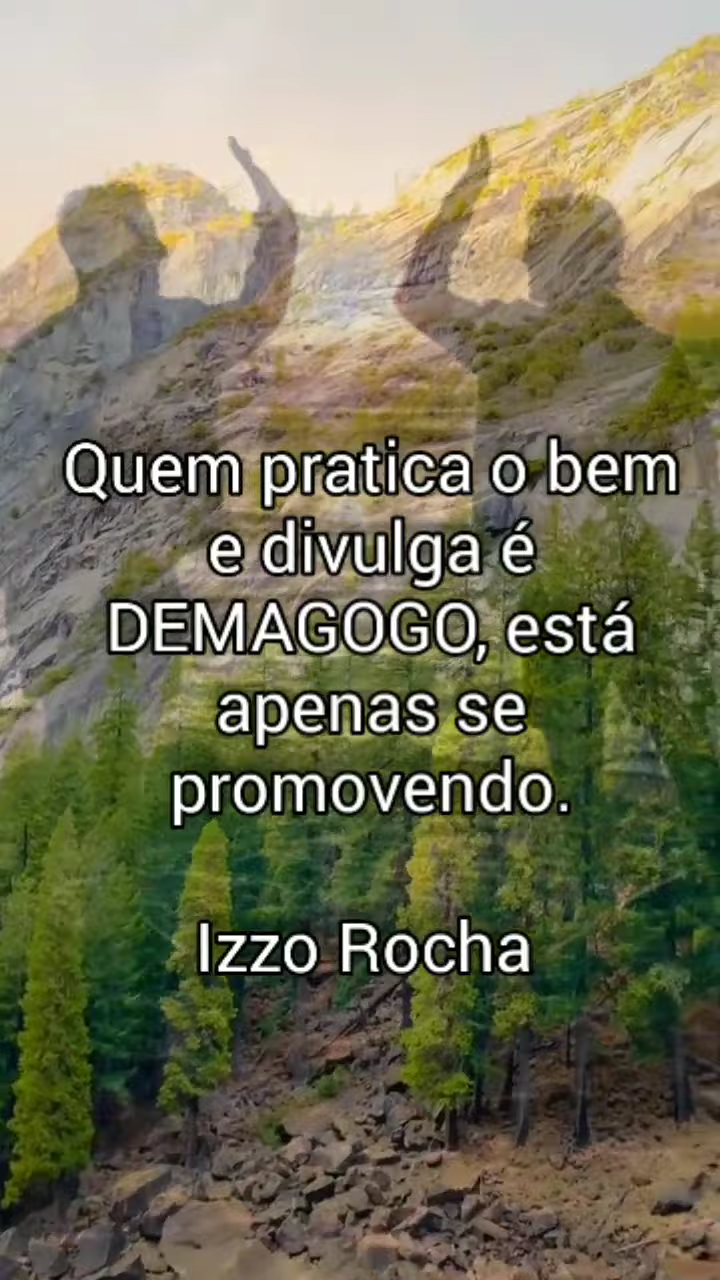 Quem pratica o bem
e divulga é
DEMAGOGO, está
apenas se
promovendo.
Izzo Rocha